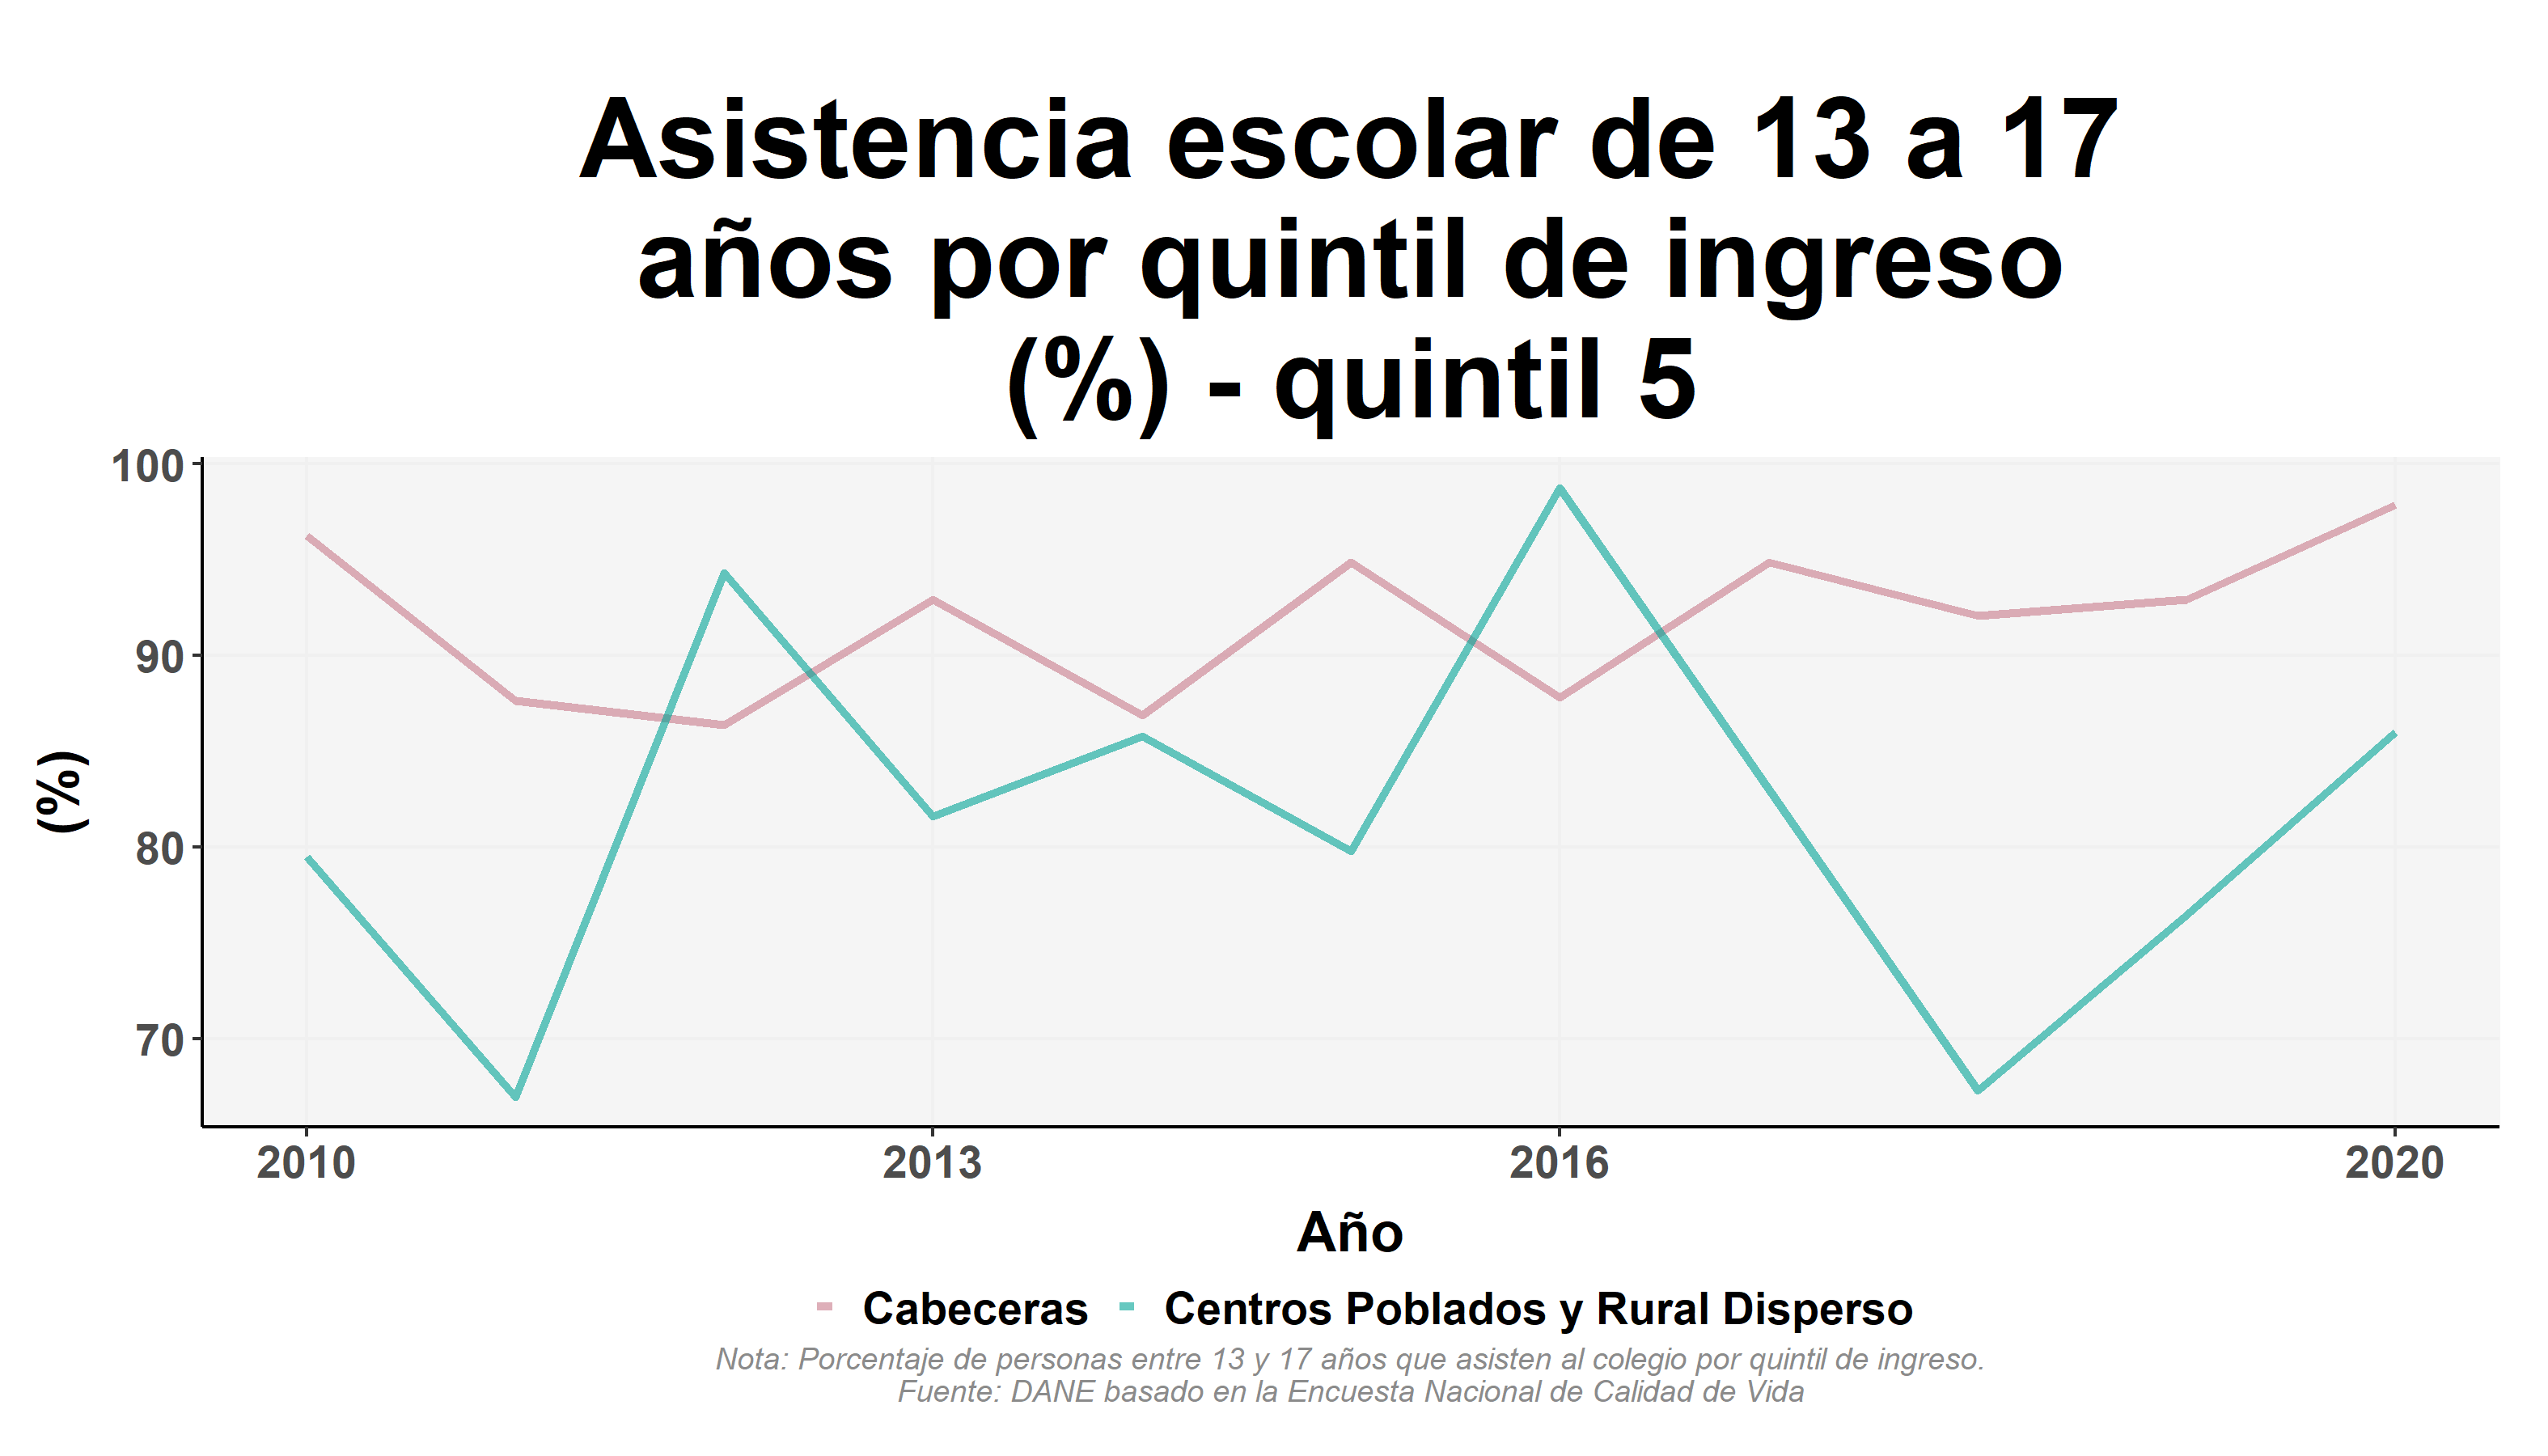 Asistencia escolar de 13 a 17
años por quintil de ingreso
(%) - quintil 5
100
90
80
70
(%)
2010 2013 2016 2020
Año
Cabeceras Centros Poblados y Rural Disperso
Nota: Porcentaje de personas entre 13 y 17 años que asisten al colegio por quintil de ingreso.
Fuente: DANE basado en la Encuesta Nacional de Calidad de Vida